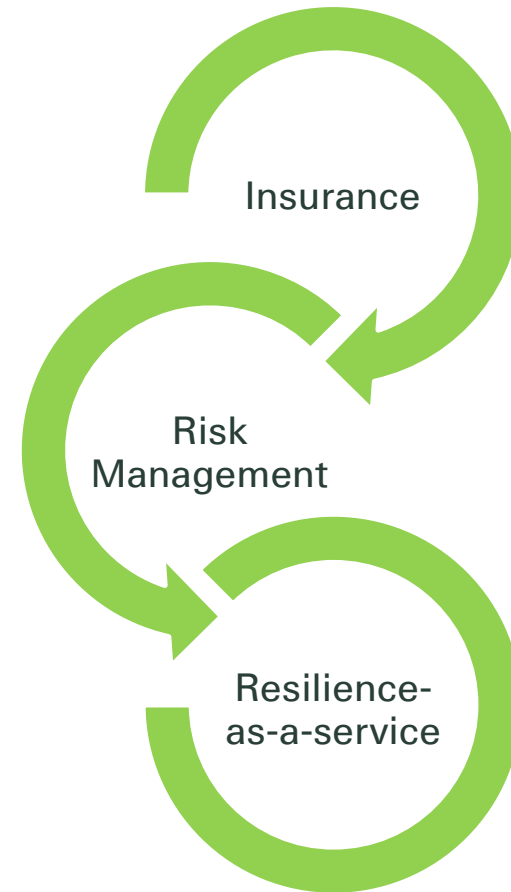 Insurance
Risk
Management
Resilience-
as-a-service